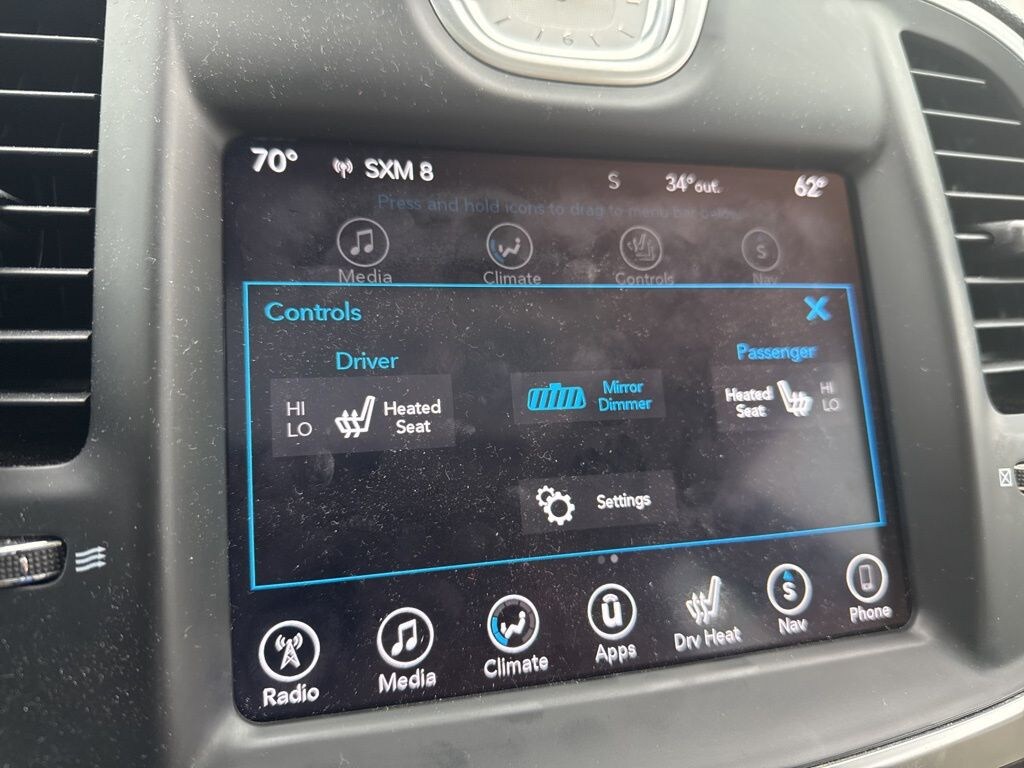 6
70°
SXM 8
S
34°out.
62°
Press and hold icons to drag to menu bar below.
Media
Climate
Controls
S
Nav
Controls
X
Driver
Passenger
HI
LO
Heated
Seat
Mirror
Dimmer
Heated
Seat
HI
LO
Settings
Radio
Media
Climate
Apps
Drv Heat
S
Nav
Phone